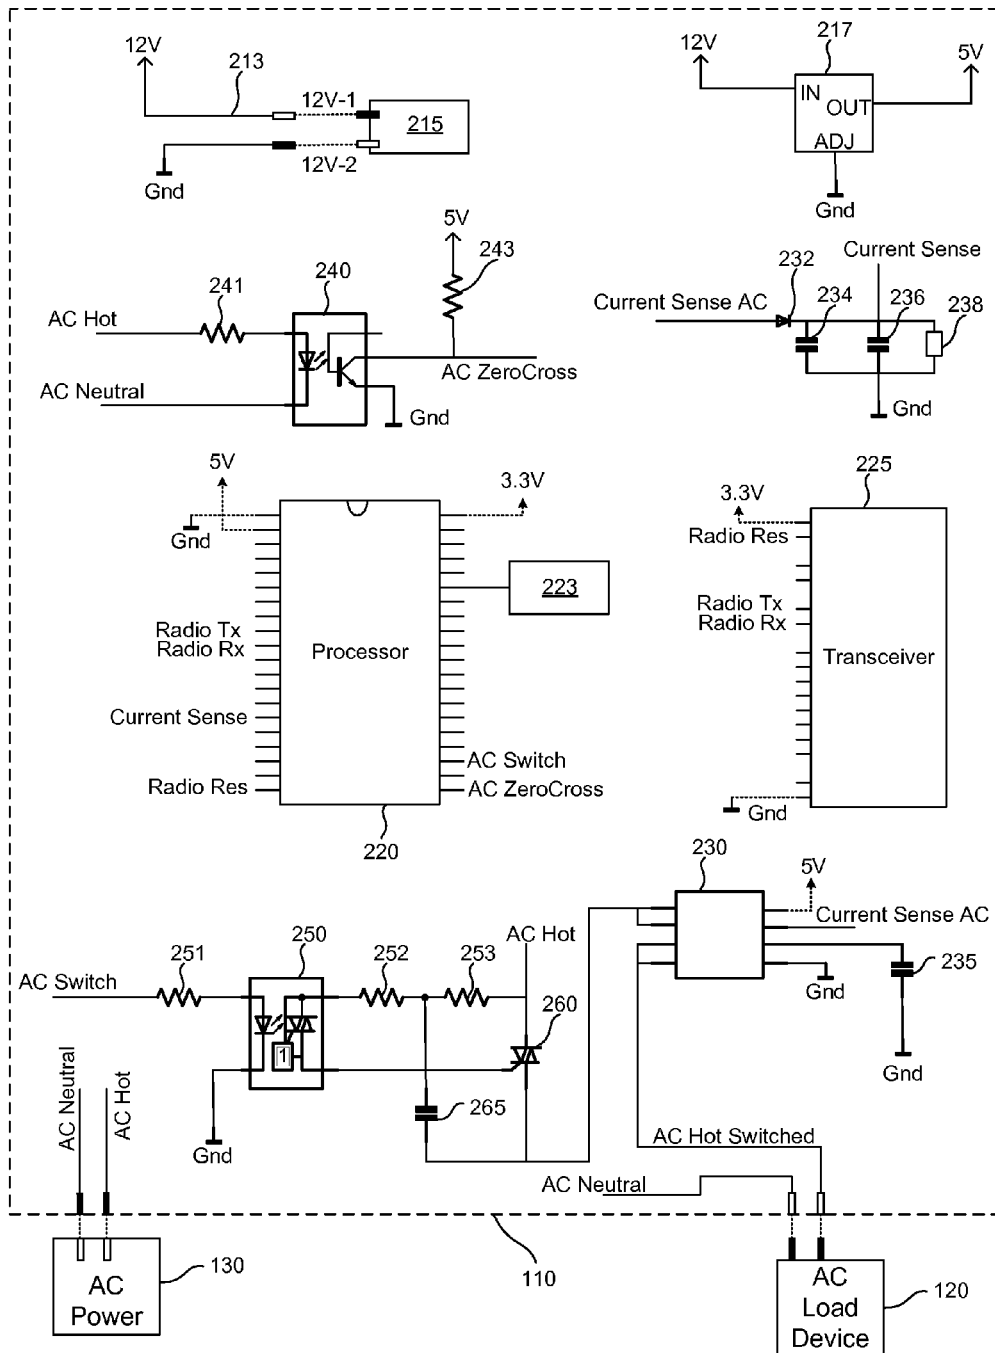 12V
213
12V-1
215
12V-2
Gnd
12V
217
5V
IN
OUT
ADJ
Gnd
5V
243
240
241
AC Hot
AC ZeroCross
AC Neutral
Gnd
Current Sense
232
Current Sense AC
234
236
238
Gnd
5V
3.3V
Gnd
223
Radio Tx
Radio Rx
Processor
Current Sense
AC Switch
Radio Res
AC ZeroCross
220
225
3.3V
Radio Res
Radio Tx
Radio Rx
Transceiver
Gnd
230
5V
Current Sense AC
235
Gnd
Gnd
AC Hot
251
250
252
253
AC Switch
260
1
265
Gnd
AC Neutral
AC Hot
AC Hot Switched
AC Neutral
AC
Power
130
110
AC
Load
Device
120